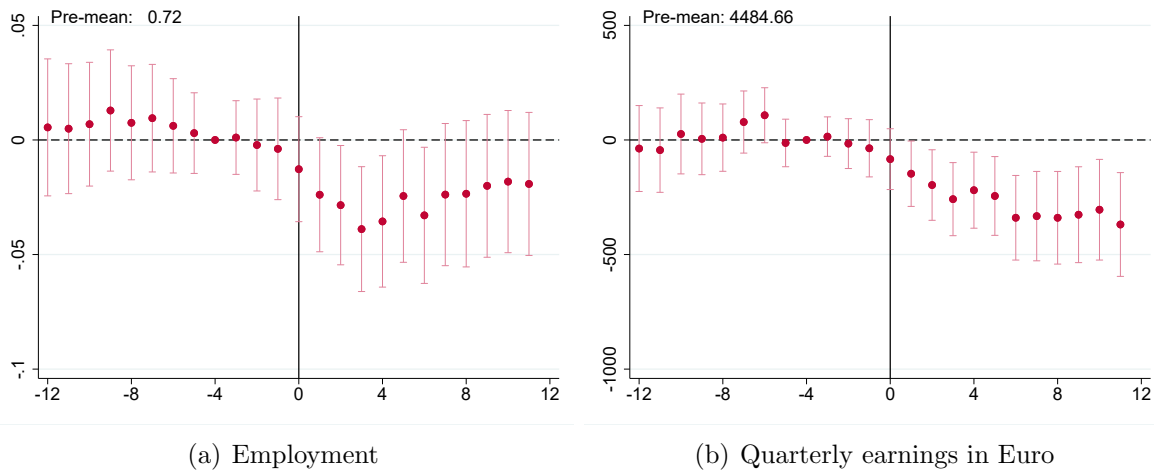 Pre-mean: 0.72
.05
0
-.05
-.1
-12 -8 -4 0 4 8 12
(a) Employment
Pre-mean: 4484.66
500
0
-500
-1000
-12 -8 -4 0 4 8 12
(b) Quarterly earnings in Euro